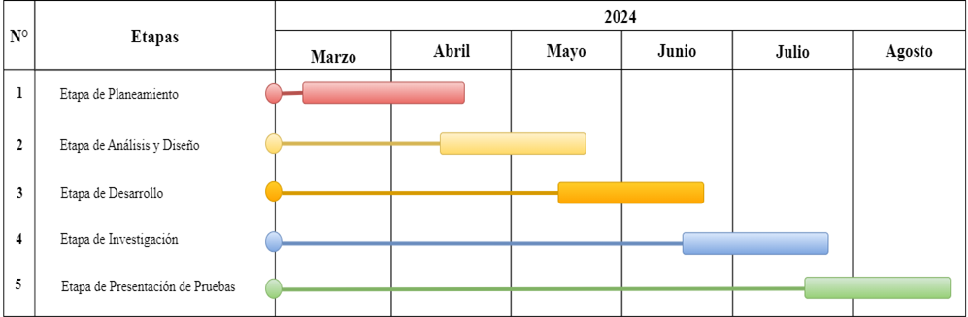 N° Etapas 2024
Marzo Abril Mayo Junio Julio Agosto
1 Etapa de Planeamiento
2 Etapa de Análisis y Diseño
3 Etapa de Desarrollo
4 Etapa de Investigación
5 Etapa de Presentación de Pruebas